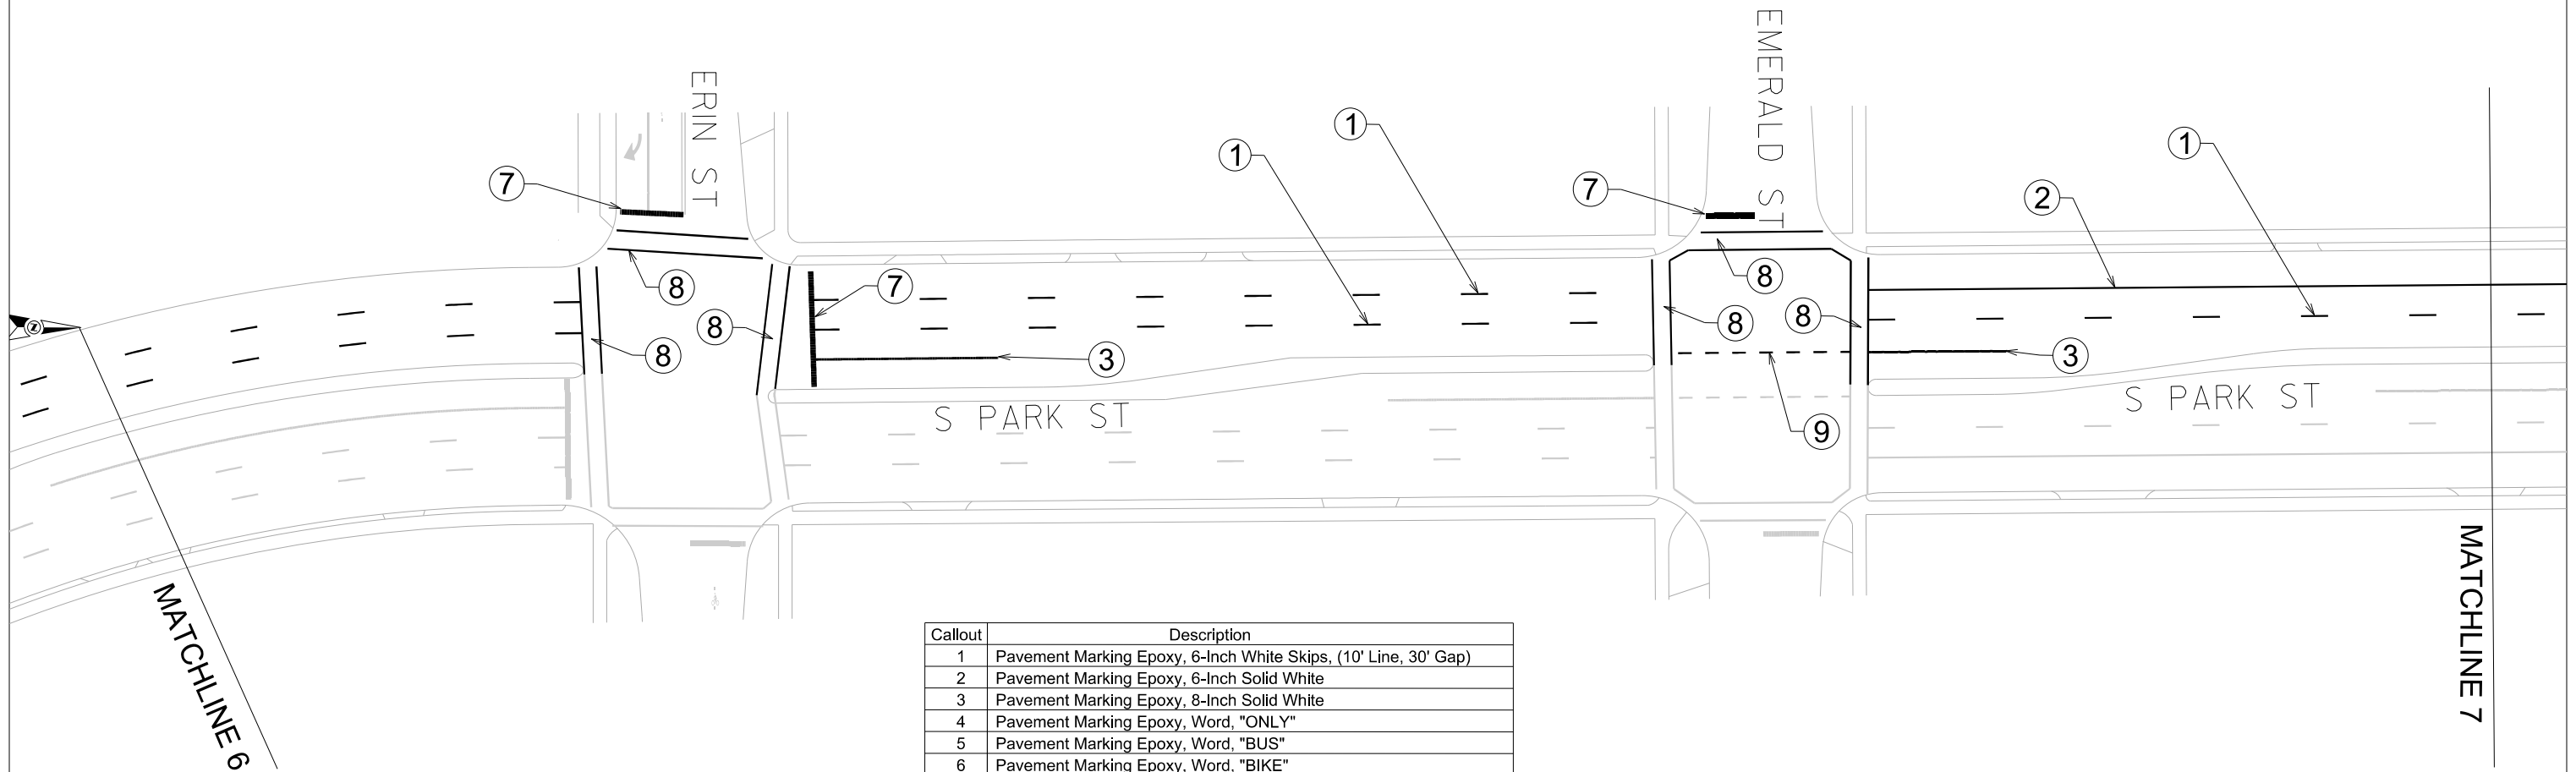 ERIN ST
EMERALD ST
1
1
1
7
7
2
8
8
7
8
8
8
8
3
3
9
S PARK ST
S PARK ST
MATCHLINE 6
MATCHLINE 7
Callout Description
1 Pavement Marking Epoxy, 6-Inch White Skips, (10' Line, 30' Gap)
2 Pavement Marking Epoxy, 6-Inch Solid White
3 Pavement Marking Epoxy, 8-Inch Solid White
4 Pavement Marking Epoxy, Word, "ONLY"
5 Pavement Marking Epoxy, Word, "BUS"
6 Pavement Marking Epoxy, Word, "BIKE"